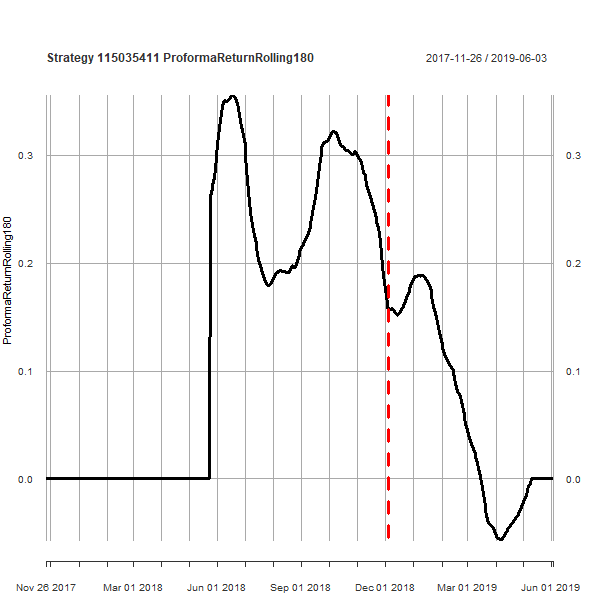 Strategy 115035411 ProformaReturnRolling180
2017-11-26 / 2019-06-03
ProformaReturnRolling180
0.3
0.3
0.2
0.2
0.1
0.1
0.0
0.0
Nov 26 2017
Mar 01 2018
Jun 01 2018
Sep 01 2018
Dec 01 2018
Mar 01 2019
Jun 01 2019